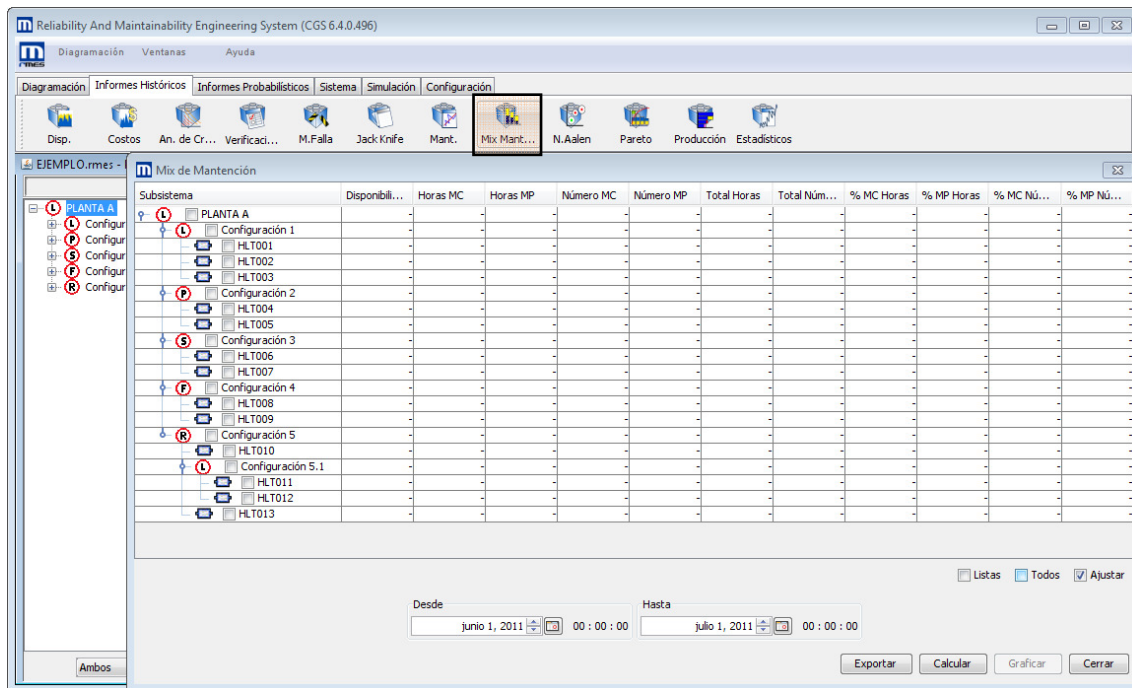 Reliability And Maintainability Engineering System (CGS 6.4.0.496)
rmes Diagramación Ventanas Ayuda
Diagramación Informes Históricos Informes Probabilísticos Sistema Simulación Configuración
Disp. Costos An. de Cr... Verificaci... M.Falla Jack Knife Mant. Mix Mant... N.Aalen Pareto Producción Estadísticos
EJEMPLO.rmes -
Mix de Mantención
Subsistema Disponibili... Horas MC Horas MP Número MC Número MP Total Horas Total Núm... % MC Horas % MP Horas % MC Nú... % MP Nú...
L PLANTA A
L Configur
P Configur
S Configur
F Configur
R Configur
L PLANTA A - - - - - - - - - - -
L Configuración 1 - - - - - - - - - - -
HLT001 - - - - - - - - - - -
HLT002 - - - - - - - - - - -
HLT003 - - - - - - - - - - -
P Configuración 2 - - - - - - - - - - -
HLT004 - - - - - - - - - - -
HLT005 - - - - - - - - - - -
S Configuración 3 - - - - - - - - - - -
HLT006 - - - - - - - - - - -
HLT007 - - - - - - - - - - -
F Configuración 4 - - - - - - - - - - -
HLT008 - - - - - - - - - - -
HLT009 - - - - - - - - - - -
R Configuración 5 - - - - - - - - - - -
HLT010 - - - - - - - - - - -
L Configuración 5.1 - - - - - - - - - - -
HLT011 - - - - - - - - - - -
HLT012 - - - - - - - - - - -
HLT013 - - - - - - - - - - -
Listas Todos Ajustar
Desde Hasta
junio 1, 2011 00 : 00 : 00 julio 1, 2011 00 : 00 : 00
Ambos Exportar Calcular Graficar Cerrar